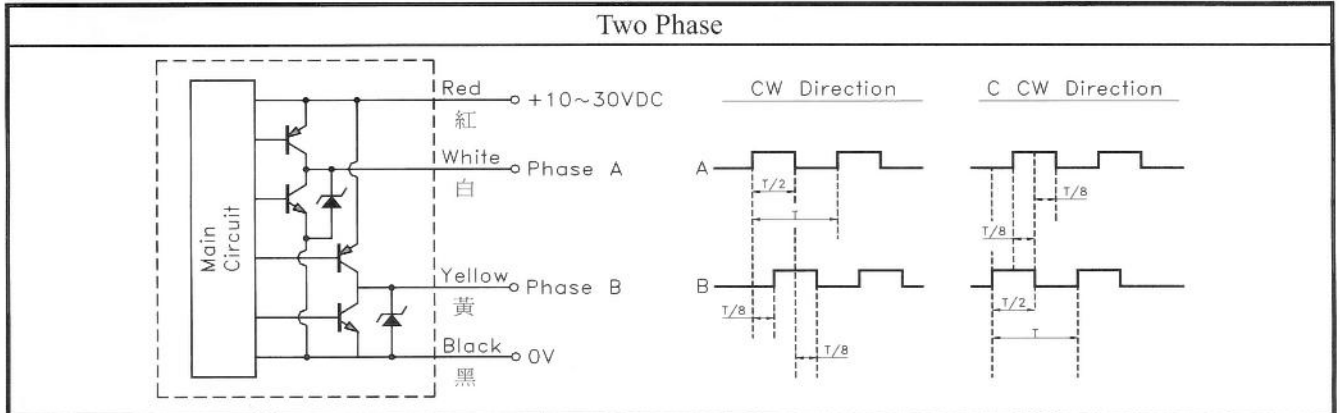 Two Phase
Main
Circuit
Red
紅
+10~30VDC
White
白
Phase A
Yellow
黃
Phase B
Black
黑
0V
CW Direction
A
T/2
T
B
T/8
T/8
C CW Direction
T/8
T/8
T/2
T